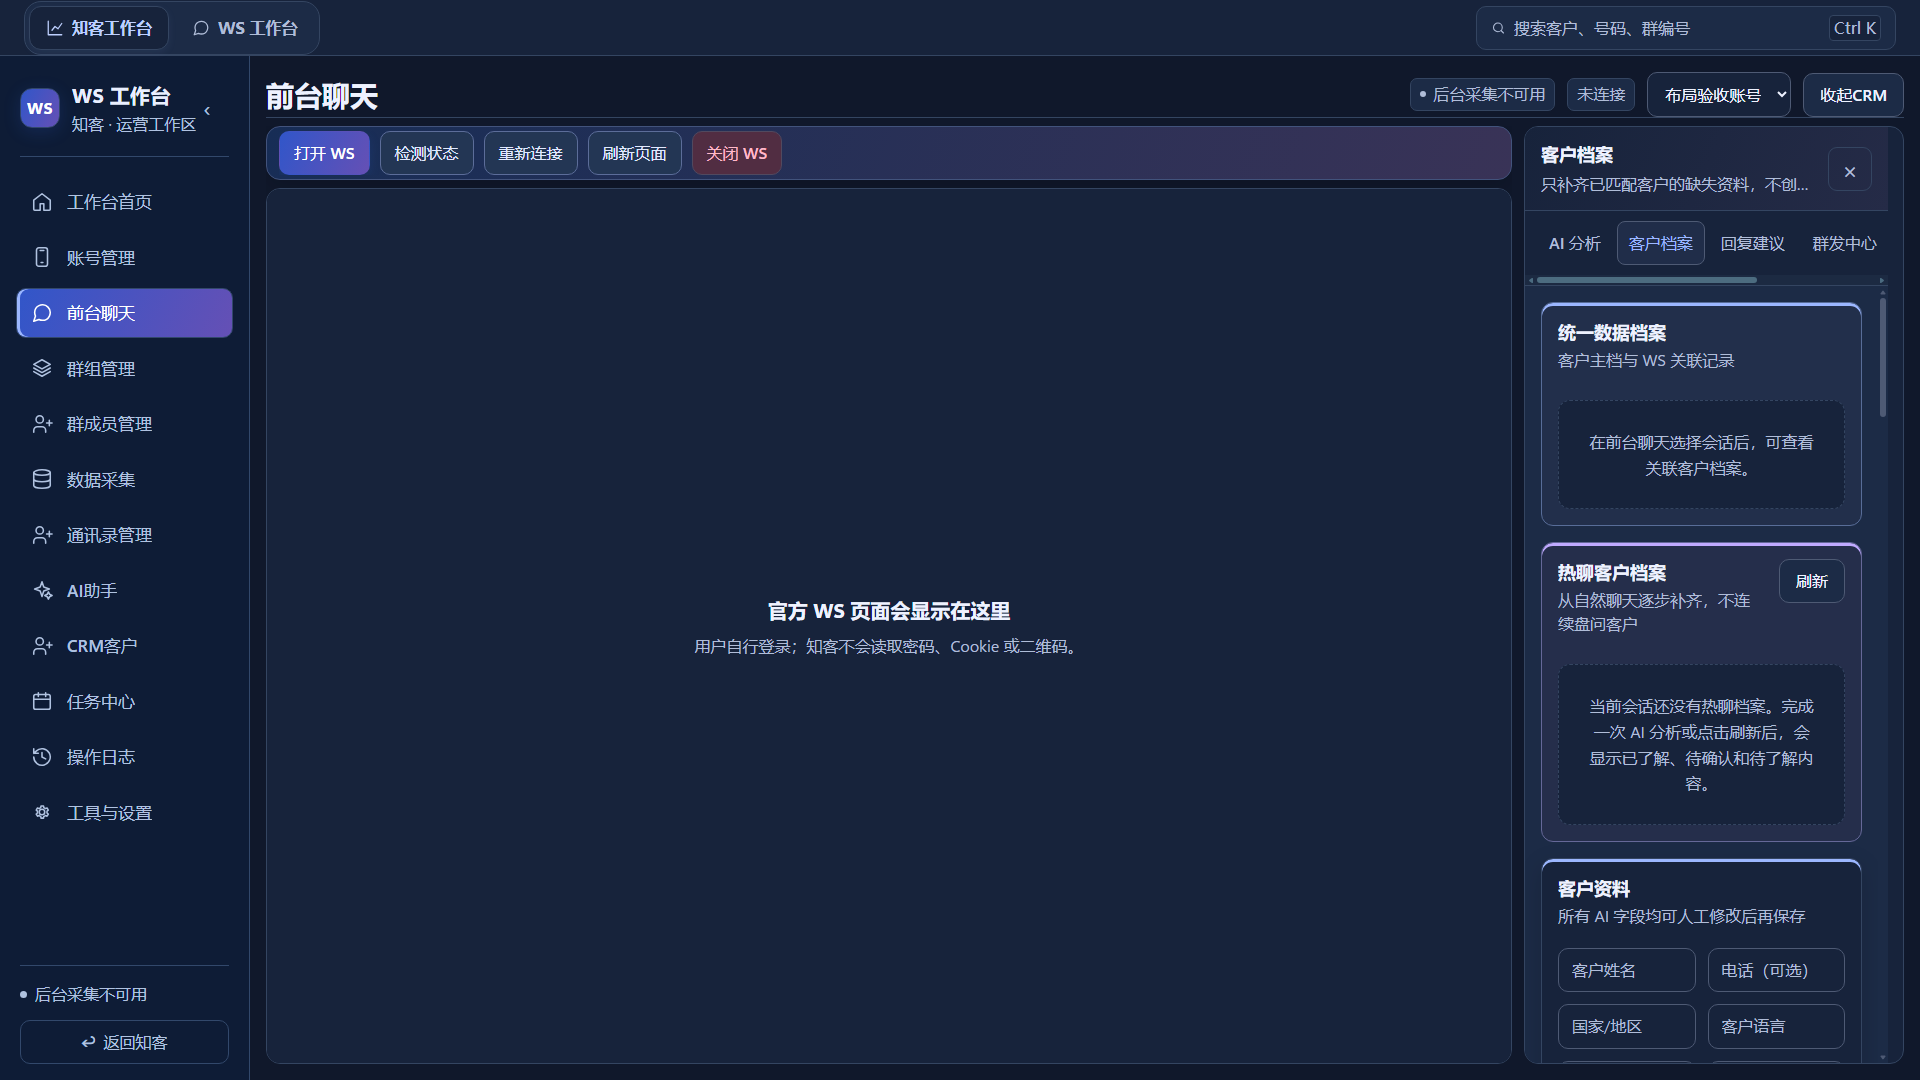 知客工作台
WS 工作台
搜索客户、号码、群编号
Ctrl K
WS
WS 工作台
知客 · 运营工作区
工作台首页
账号管理
前台聊天
群组管理
群成员管理
数据采集
通讯录管理
AI助手
CRM客户
任务中心
操作日志
工具与设置
后台采集不可用
返回知客
前台聊天
后台采集不可用
未连接
布局验收账号
收起CRM
打开 WS
检测状态
重新连接
刷新页面
关闭 WS
官方 WS 页面会显示在这里
用户自行登录；知客不会读取密码、Cookie 或二维码。
客户档案
只补齐已匹配客户的缺失资料，不创...
AI 分析
客户档案
回复建议
群发中心
统一数据档案
客户主档与 WS 关联记录
在前台聊天选择会话后，可查看
关联客户档案。
热聊客户档案
从自然聊天逐步补齐，不连
续盘问客户
刷新
当前会话还没有热聊档案。完成
一次 AI 分析或点击刷新后，会
显示已了解、待确认和待了解内
容。
客户资料
所有 AI 字段均可人工修改后再保存
客户姓名
电话（可选）
国家/地区
客户语言